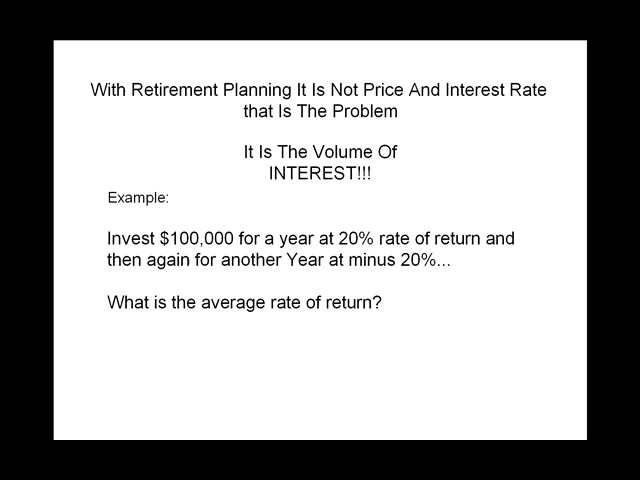 With Retirement Planning It Is Not Price And Interest Rate
that Is The Problem
It Is The Volume Of
INTEREST!!!
Example:
Invest $100,000 for a year at 20% rate of return and
then again for another Year at minus 20%...
What is the average rate of return?